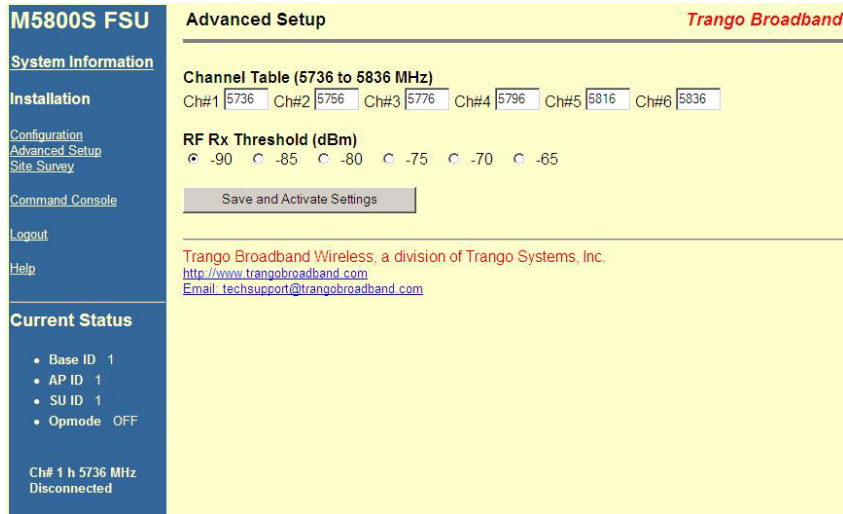 M5800S FSU
System Information
Installation
Configuration
Advanced Setup
Site Survey
Command Console
Logout
Help
Current Status
Base ID 1
AP ID 1
SU ID 1
Opmode OFF
Ch# 1 h 5736 MHz
Disconnected
Advanced Setup
Trango Broadband
Channel Table (5736 to 5836 MHz)
Ch#1 5736 Ch#2 5756 Ch#3 5776 Ch#4 5796 Ch#5 5816 Ch#6 5836
RF Rx Threshold (dBm)
-90 -85 -80 -75 -70 -65
Save and Activate Settings
Trango Broadband Wireless, a division of Trango Systems, Inc.
http://www.trangobroadband.com
Email: techsupport@trangobroadband.com